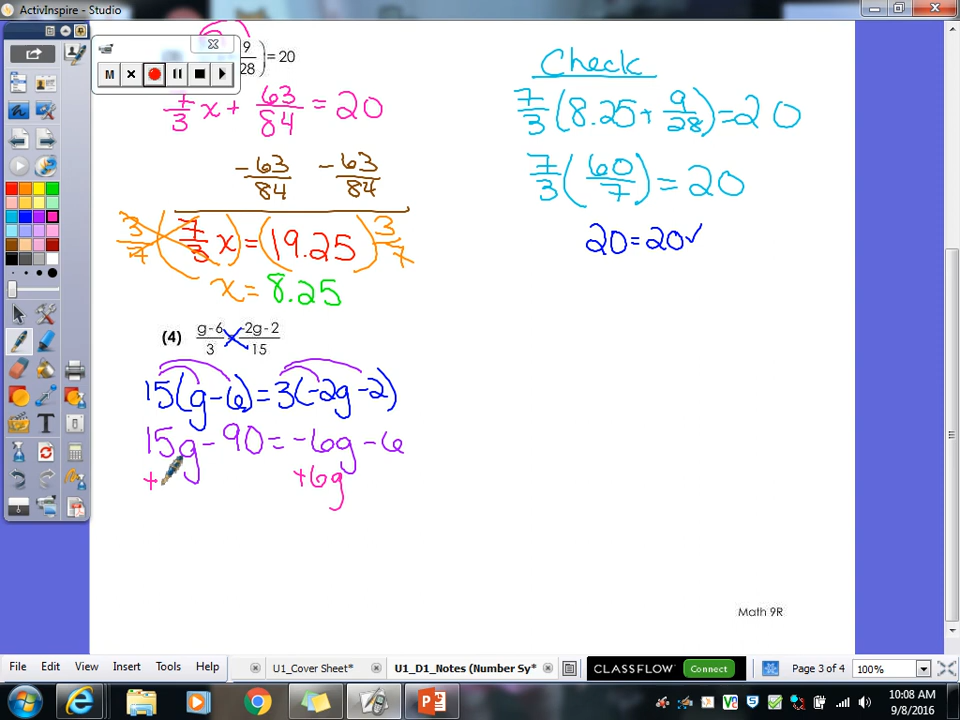 ActivInspire - Studio
9
28 ) = 20
M
7/3 x + 63/84 = 20
- 63/84 - 63/84
3/7 ( 7/3 x ) = ( 19.25 ) 3/7
x = 8.25
Check
7/3 (8.25 + 9/28) = 20
7/3 ( 60/7 ) = 20
20 = 20 ✓
(4) g - 6 / 3 -2g - 2 / 15
15(g - 6) = 3(-2g - 2)
15g - 90 = -6g - 6
+ +6g
Math 9R
File Edit View Insert Tools Help U1_Cover Sheet* U1_D1_Notes (Number Sy* CLASSFLOW Connect Page 3 of 4 100%
10:08 AM
9/8/2016